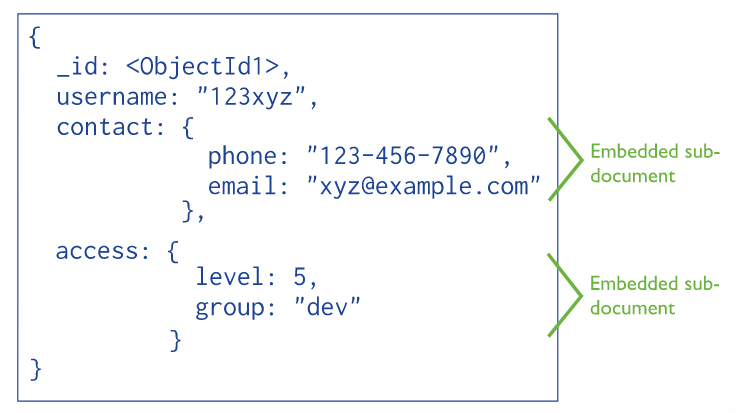 {
_id: <ObjectId1>,
username: "123xyz",
contact: {
phone: "123-456-7890",
email: "xyz@example.com"
},
Embedded sub-
document
access: {
level: 5,
group: "dev"
}
Embedded sub-
document
}